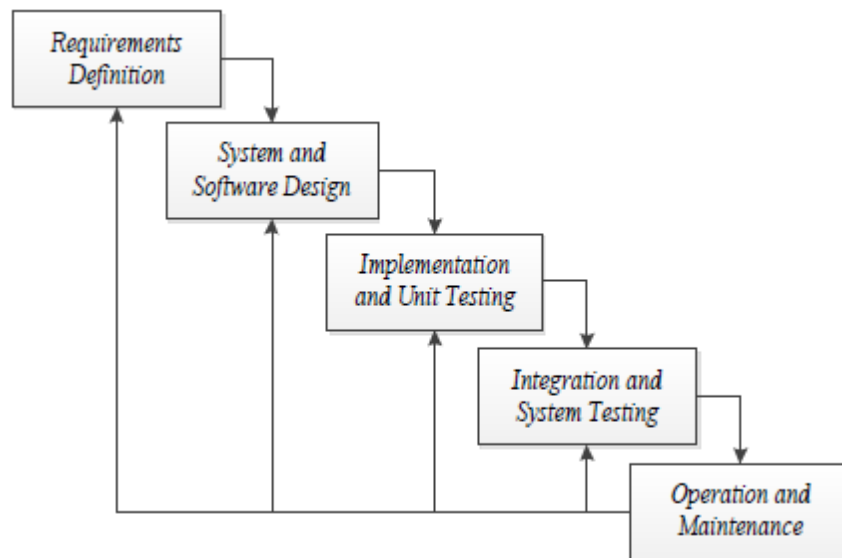 Requirements
Definition
System and
Software Design
Implementation
and Unit Testing
Integration and
System Testing
Operation and
Maintenance